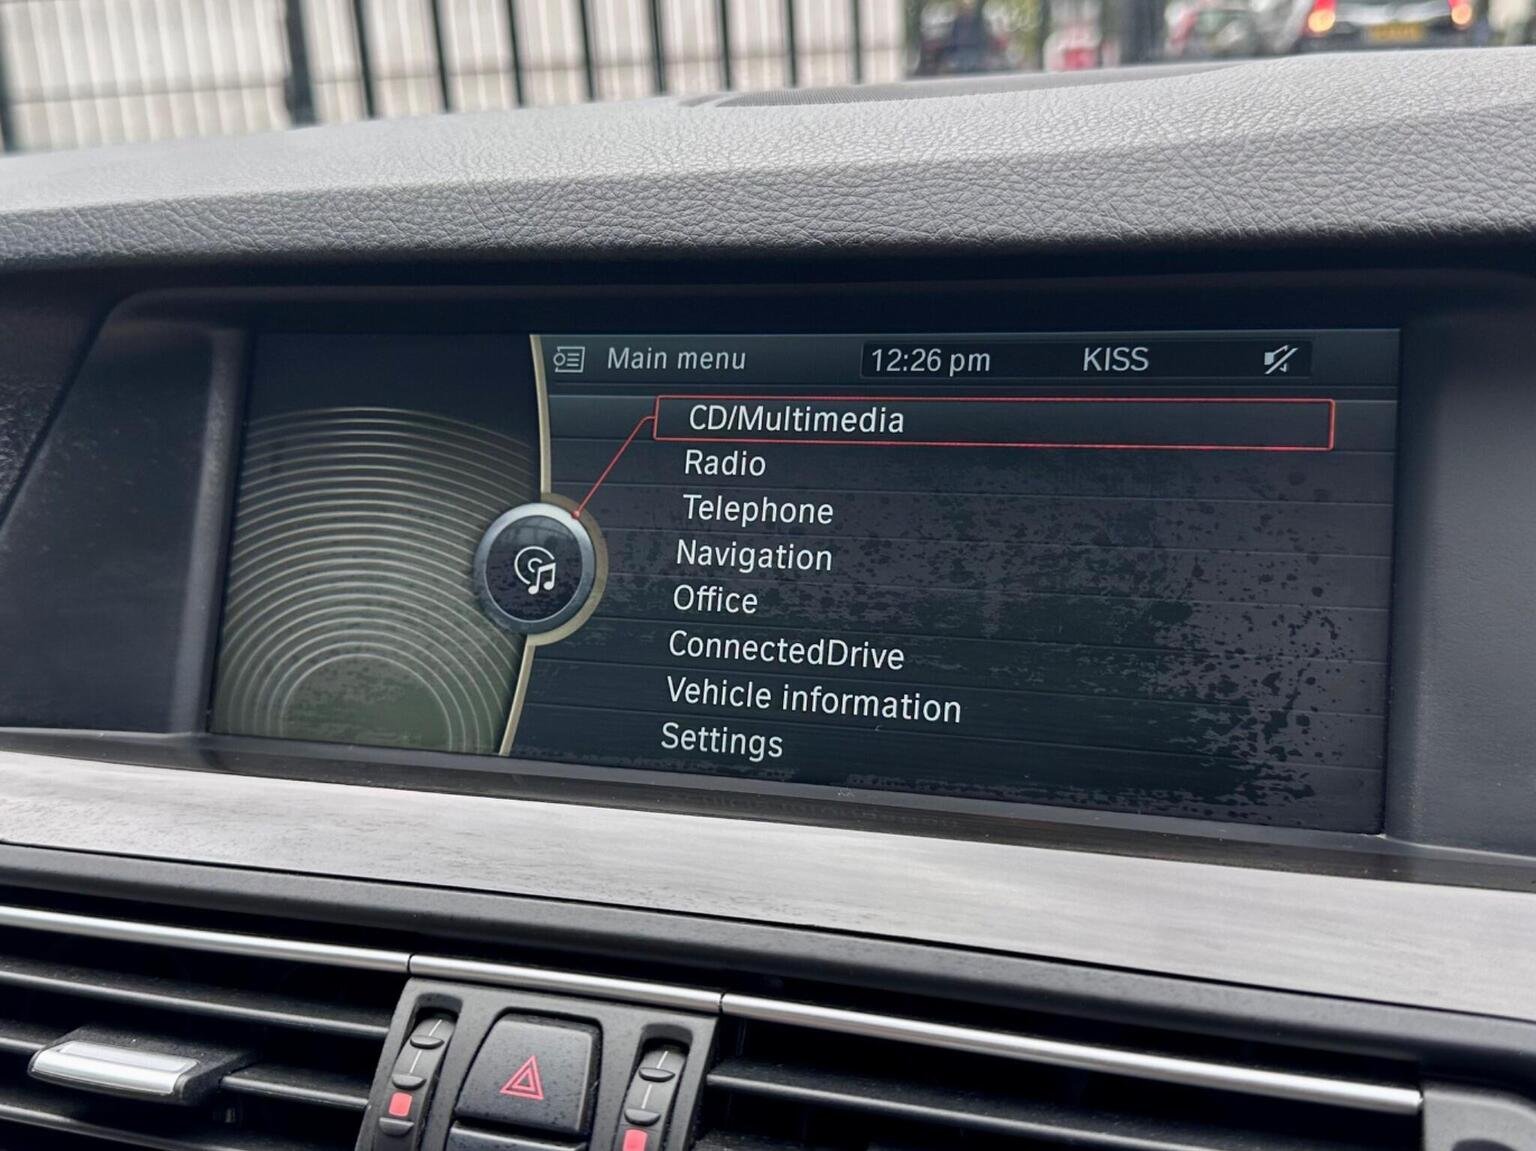 Main menu 12:26 pm KISS
CD/Multimedia
Radio
Telephone
Navigation
Office
ConnectedDrive
Vehicle information
Settings